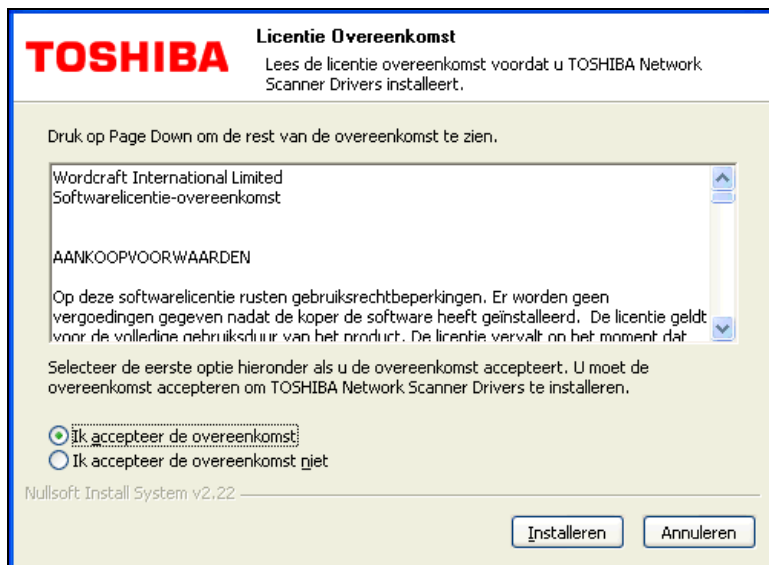 TOSHIBA
Licentie Overeenkomst
Lees de licentie overeenkomst voordat u TOSHIBA Network
Scanner Drivers installeert.
Druk op Page Down om de rest van de overeenkomst te zien.
Wordcraft International Limited
Softwarelicentie-overeenkomst
AANKOOPVOORWAARDEN
Op deze softwarelicentie rusten gebruiksrechtbeperkingen. Er worden geen
vergoedingen gegeven nadat de koper de software heeft geïnstalleerd.  De licentie geldt
voor de volledige gebruiksduur van het product. De licentie vervalt op het moment dat
Selecteer de eerste optie hieronder als u de overeenkomst accepteert. U moet de
overeenkomst accepteren om TOSHIBA Network Scanner Drivers te installeren.
Ik accepteer de overeenkomst
Ik accepteer de overeenkomst niet
Nullsoft Install System v2.22
Installeren
Annuleren